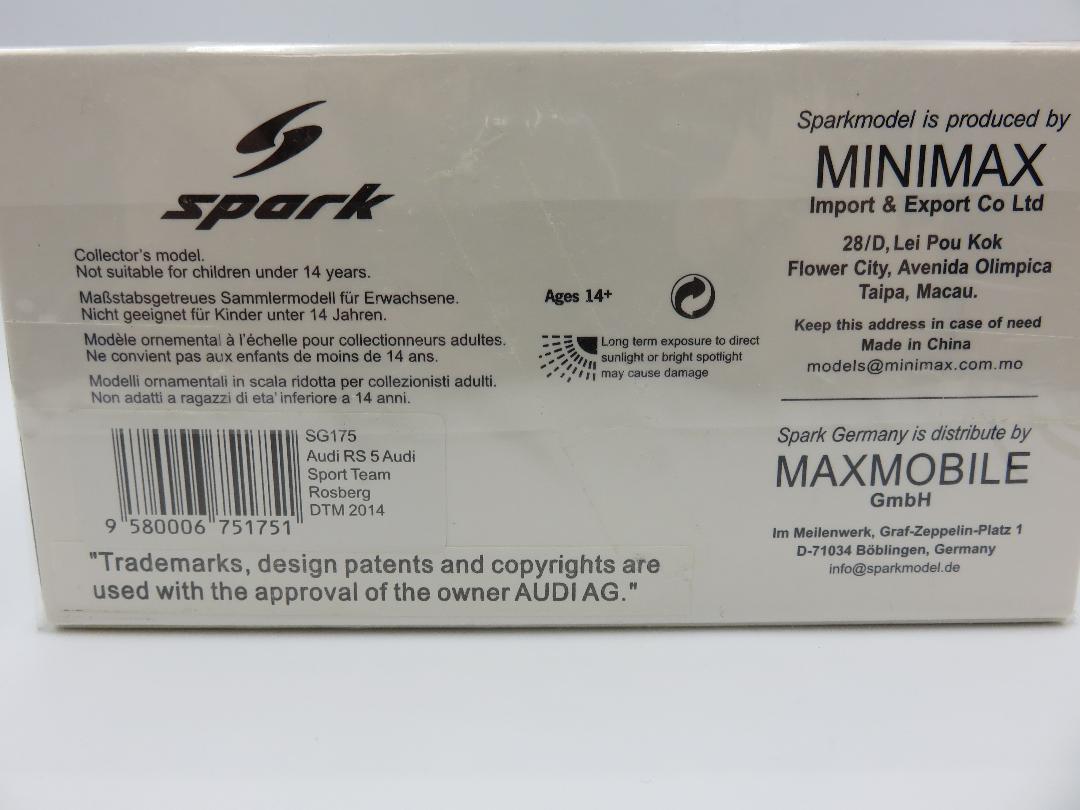 spark
Collector's model.
Not suitable for children under 14 years.
Maßstabsgetreues Sammlermodell für Erwachsene.
Nicht geeignet für Kinder unter 14 Jahren.
Modèle ornemental à l'échelle pour collectionneurs adultes.
Ne convient pas aux enfants de moins de 14 ans.
Modelli ornamentali in scala ridotta per collezionisti adulti.
Non adatti a ragazzi di eta' inferiore a 14 anni.
SG175
Audi RS 5 Audi
Sport Team
Rosberg
DTM 2014
9 580006 751751
"Trademarks, design patents and copyrights are
used with the approval of the owner AUDI AG."
Ages 14+
Long term exposure to direct
sunlight or bright spotlight
may cause damage
Sparkmodel is produced by
MINIMAX
Import & Export Co Ltd
28/D, Lei Pou Kok
Flower City, Avenida Olimpica
Taipa, Macau.
Keep this address in case of need
Made in China
models@minimax.com.mo
Spark Germany is distribute by
MAXMOBILE
GmbH
Im Meilenwerk, Graf-Zeppelin-Platz 1
D-71034 Böblingen, Germany
info@sparkmodel.de